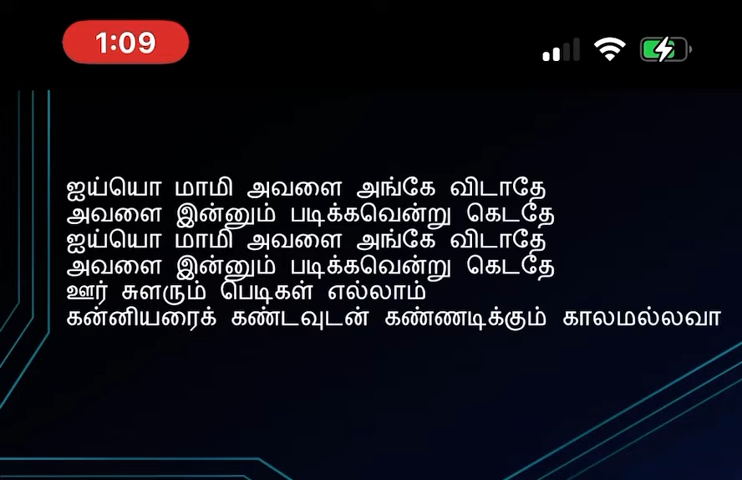 1:09
ஐய்யொ மாமி அவளை அங்கே விடாதே
அவளை இன்னும் படிக்கவென்று கெடதே
ஐய்யொ மாமி அவளை அங்கே விடாதே
அவளை இன்னும் படிக்கவென்று கெடதே
ஊர் சுளரும் பெடிகள் எல்லாம்
கன்னியரைக் கண்டவுடன் கண்ணடிக்கும் காலமல்லவா